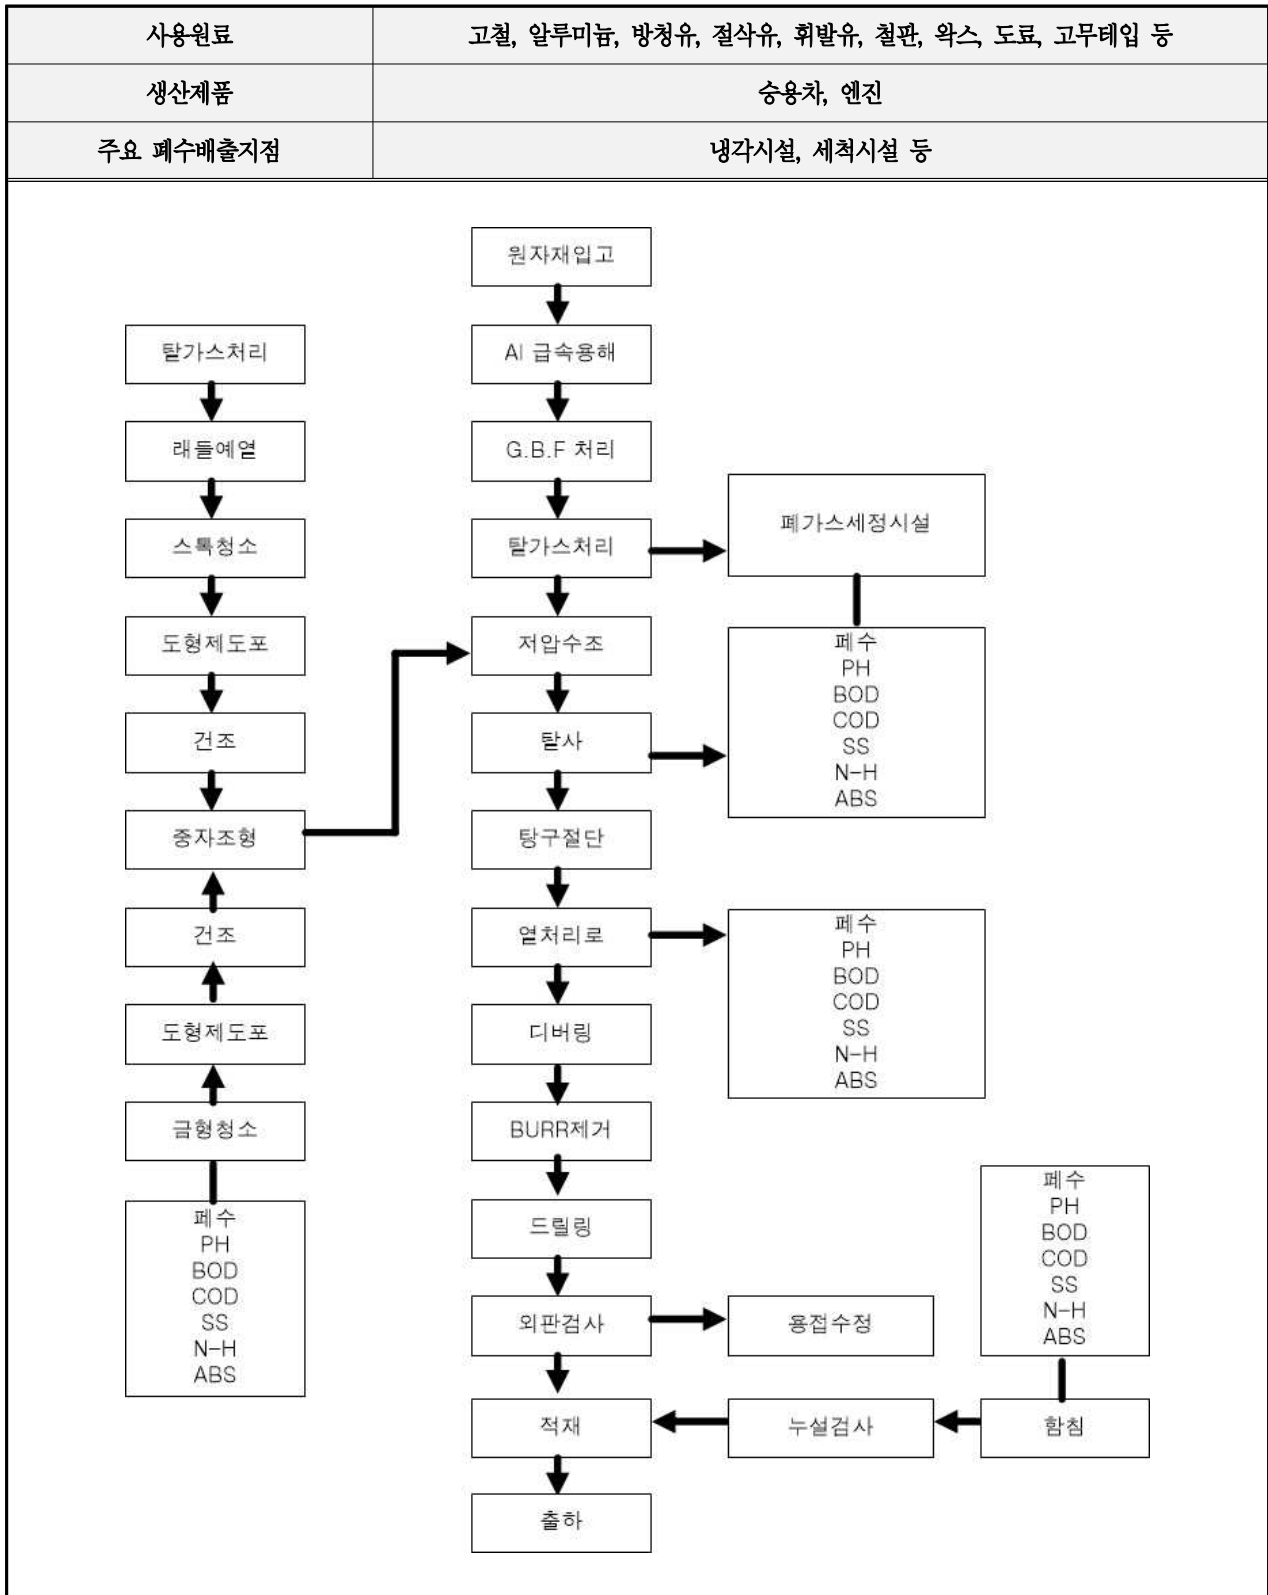 사용원료
고철, 알루미늄, 방청유, 절삭유, 휘발유, 철판, 왁스, 도료, 고무테입 등
생산제품
승용차, 엔진
주요 폐수배출지점
냉각시설, 세척시설 등
원자재입고
탈가스처리
Al 급속용해
래들예열
G.B.F 처리
폐가스세정시설
스톡청소
탈가스처리
도형제도포
저압수조
페수
PH
BOD
COD
SS
N-H
ABS
건조
탈사
중자조형
탕구절단
건조
열처리로
페수
PH
BOD
COD
SS
N-H
ABS
도형제도포
디버링
금형청소
BURR제거
페수
PH
BOD
COD
SS
N-H
ABS
드릴링
페수
PH
BOD
COD
SS
N-H
ABS
외판검사
용접수정
적재
누설검사
함침
출하